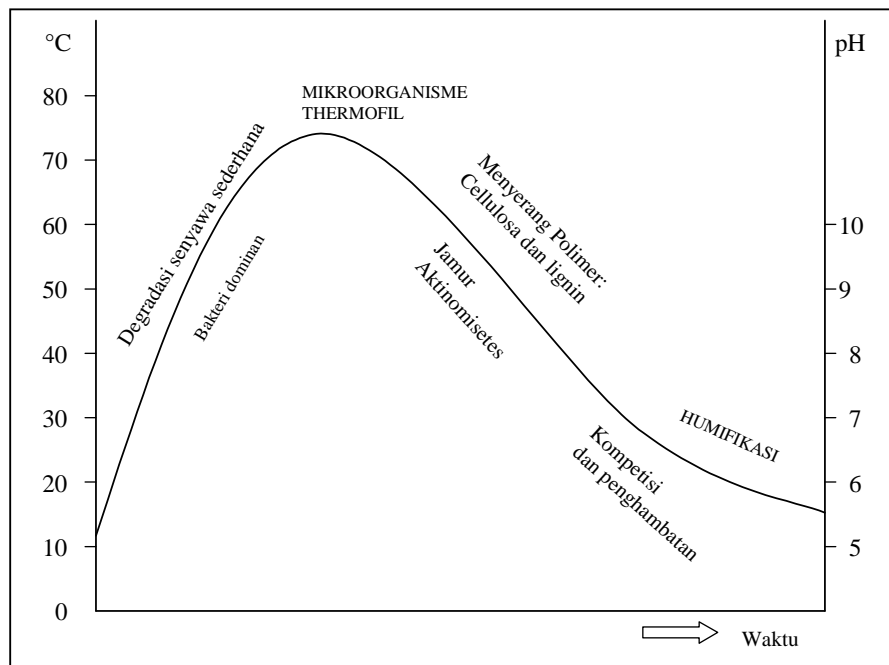 °C
pH
80
70
60
50
40
30
20
10
0
10
9
8
7
6
5
MIKROORGANISME
THERMOFIL
Degradasi senyawa sederhana
Bakteri dominan
Menyerang Polimer:
Cellulosa dan lignin
Jamur
Aktinomisetes
HUMIFIKASI
Kompetisi
dan penghambatan
Waktu